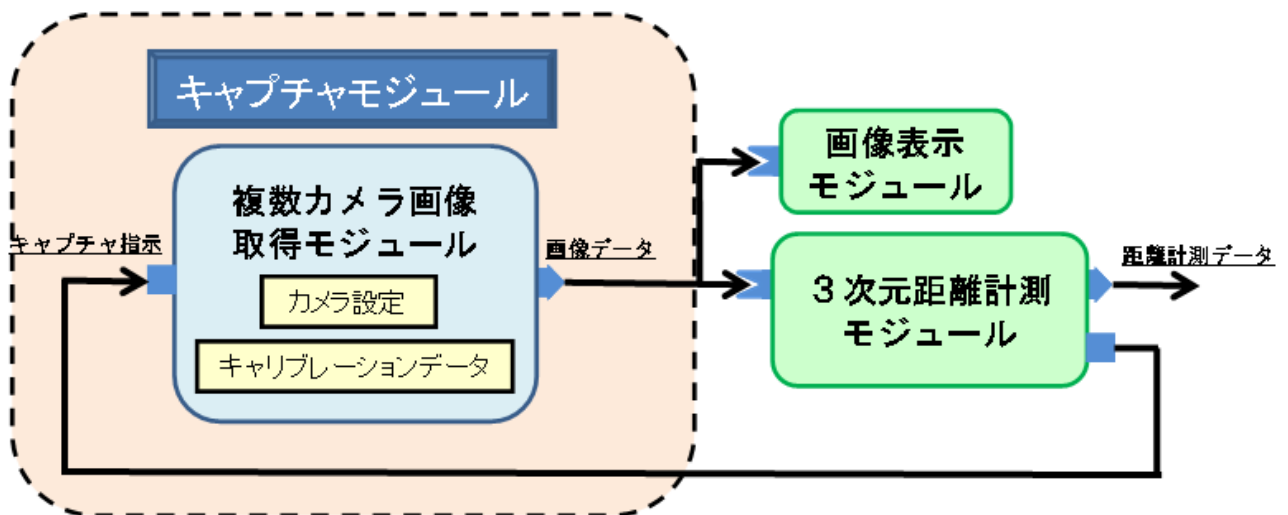 キャプチャモジュール
複数カメラ画像
取得モジュール
カメラ設定
キャリブレーションデータ
キャプチャ指示
画像データ
画像表示
モジュール
3次元距離計測
モジュール
距離計測データ